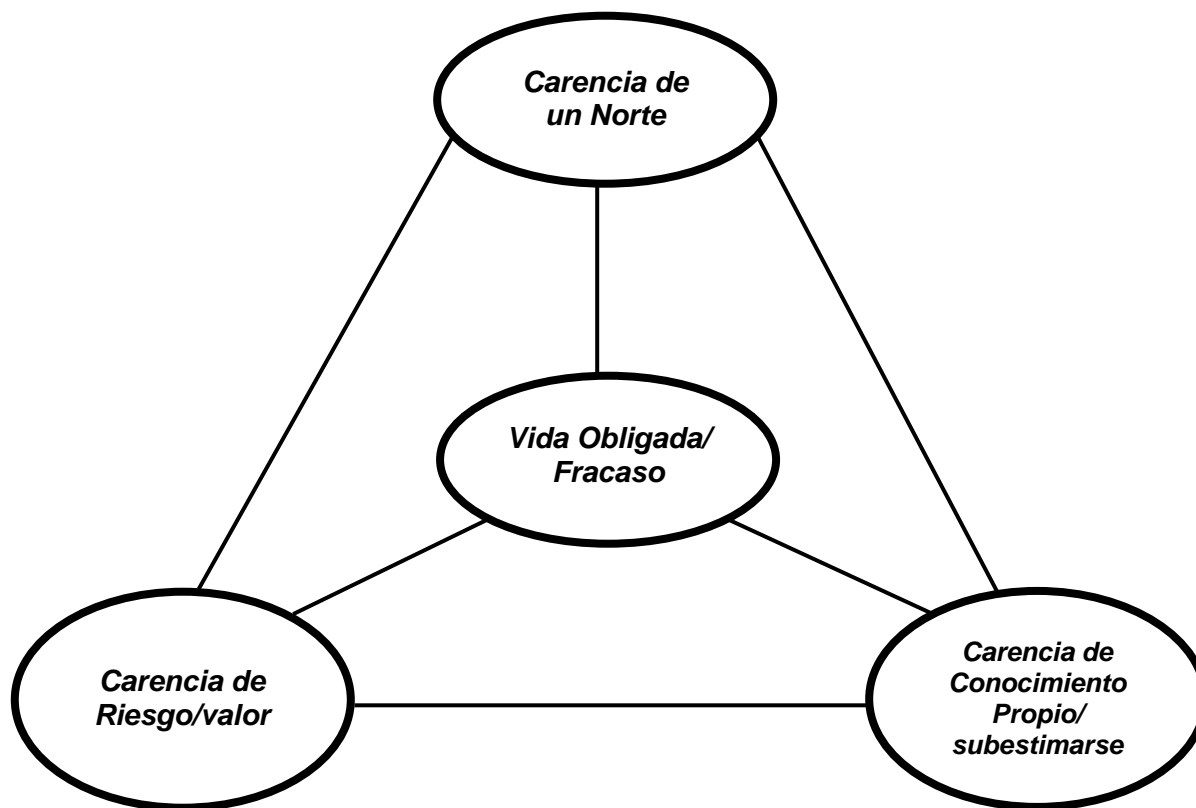 Carencia de
un Norte
Vida Obligada/
Fracaso
Carencia de
Riesgo/valor
Carencia de
Conocimiento
Propio/
subestimarse